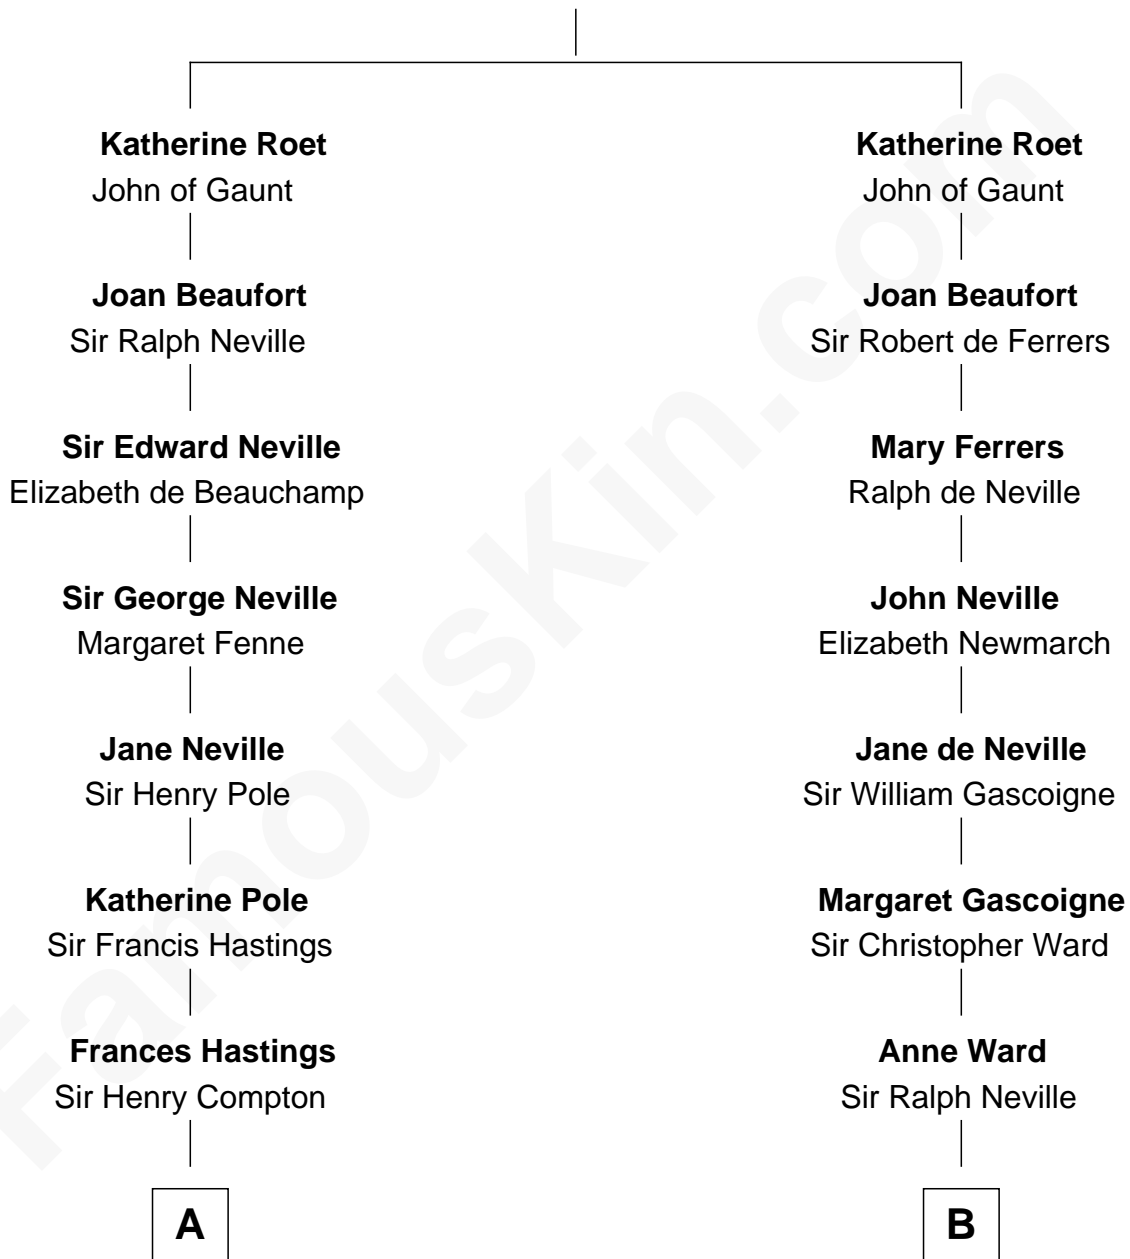 Katherine Roet
John of Gaunt
Joan Beaufort
Sir Ralph Neville
Sir Edward Neville
Elizabeth de Beauchamp
Sir George Neville
Margaret Fenne
Jane Neville
Sir Henry Pole
Katherine Pole
Sir Francis Hastings
Frances Hastings
Sir Henry Compton
A
Katherine Roet
John of Gaunt
Joan Beaufort
Sir Robert de Ferrers
Mary Ferrers
Ralph de Neville
John Neville
Elizabeth Newmarch
Jane de Neville
Sir William Gascoigne
Margaret Gascoigne
Sir Christopher Ward
Anne Ward
Sir Ralph Neville
B
FamousKin.com